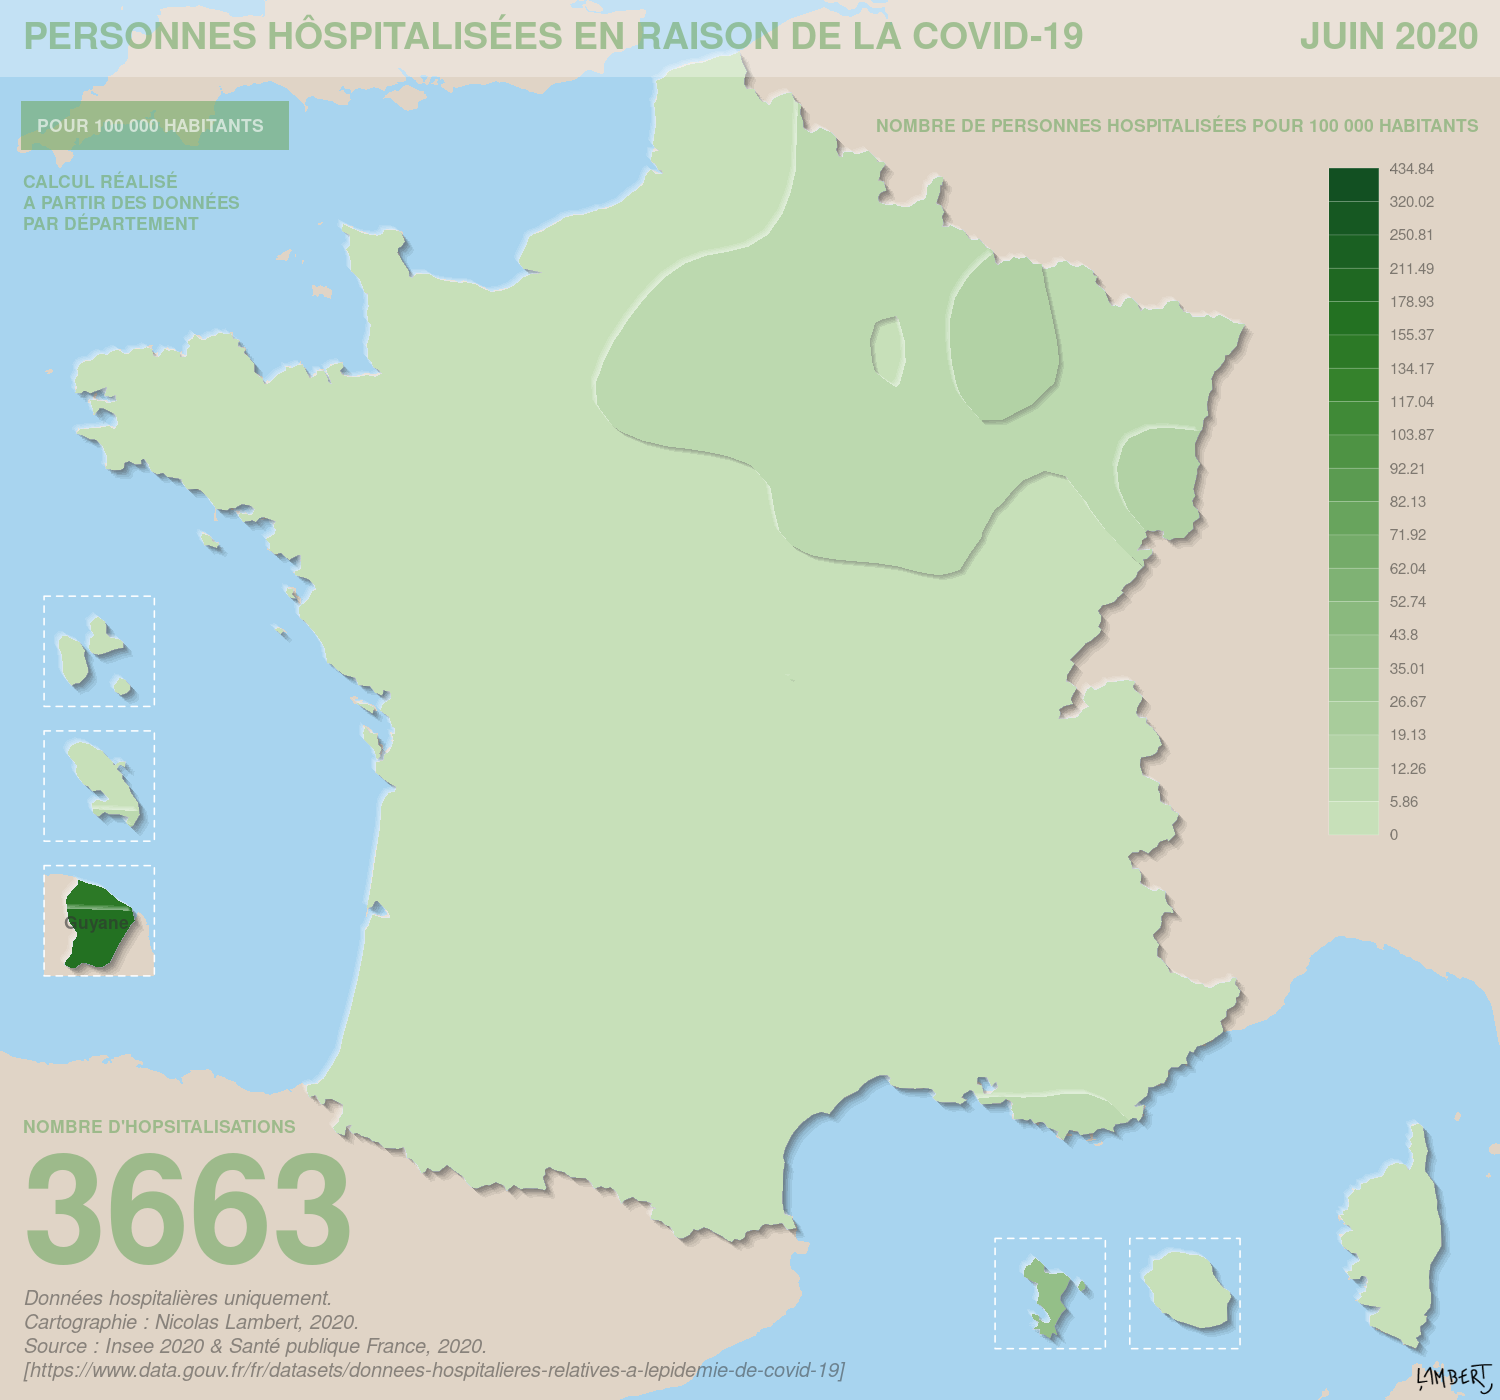 PERSONNES HÔSPITALISÉES EN RAISON DE LA COVID-19
JUIN 2020
POUR 100 000 HABITANTS
CALCUL RÉALISÉ
A PARTIR DES DONNÉES
PAR DÉPARTEMENT
NOMBRE DE PERSONNES HOSPITALISÉES POUR 100 000 HABITANTS
434.84
320.02
250.81
211.49
178.93
155.37
134.17
117.04
103.87
92.21
82.13
71.92
62.04
52.74
43.8
35.01
26.67
19.13
12.26
5.86
0
Guyane
NOMBRE D'HOPSITALISATIONS
3663
Données hospitalières uniquement.
Cartographie : Nicolas Lambert, 2020.
Source : Insee 2020 & Santé publique France, 2020.
[https://www.data.gouv.fr/fr/datasets/donnees-hospitalieres-relatives-a-lepidemie-de-covid-19]
LAMBERT